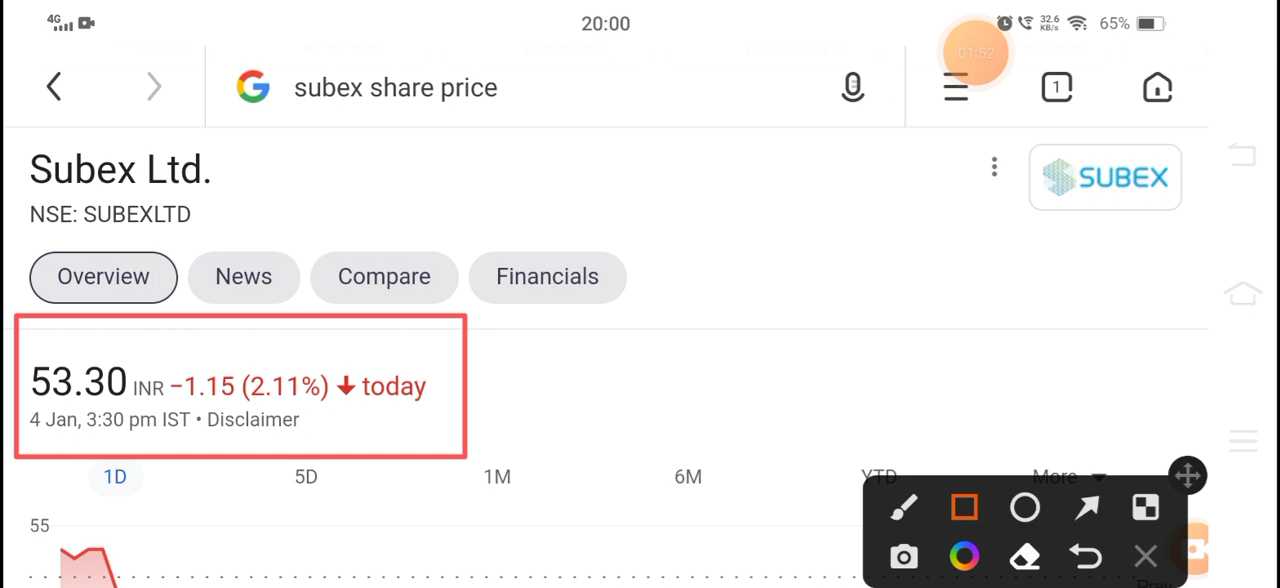 4G
20:00
32.6
KB/s
65%
01:52
subex share price
1
Subex Ltd.
SUBEX
NSE: SUBEXLTD
Overview
News
Compare
Financials
53.30 INR −1.15 (2.11%) ↓ today
4 Jan, 3:30 pm IST • Disclaimer
1D
5D
1M
6M
YTD
More
55
Prev